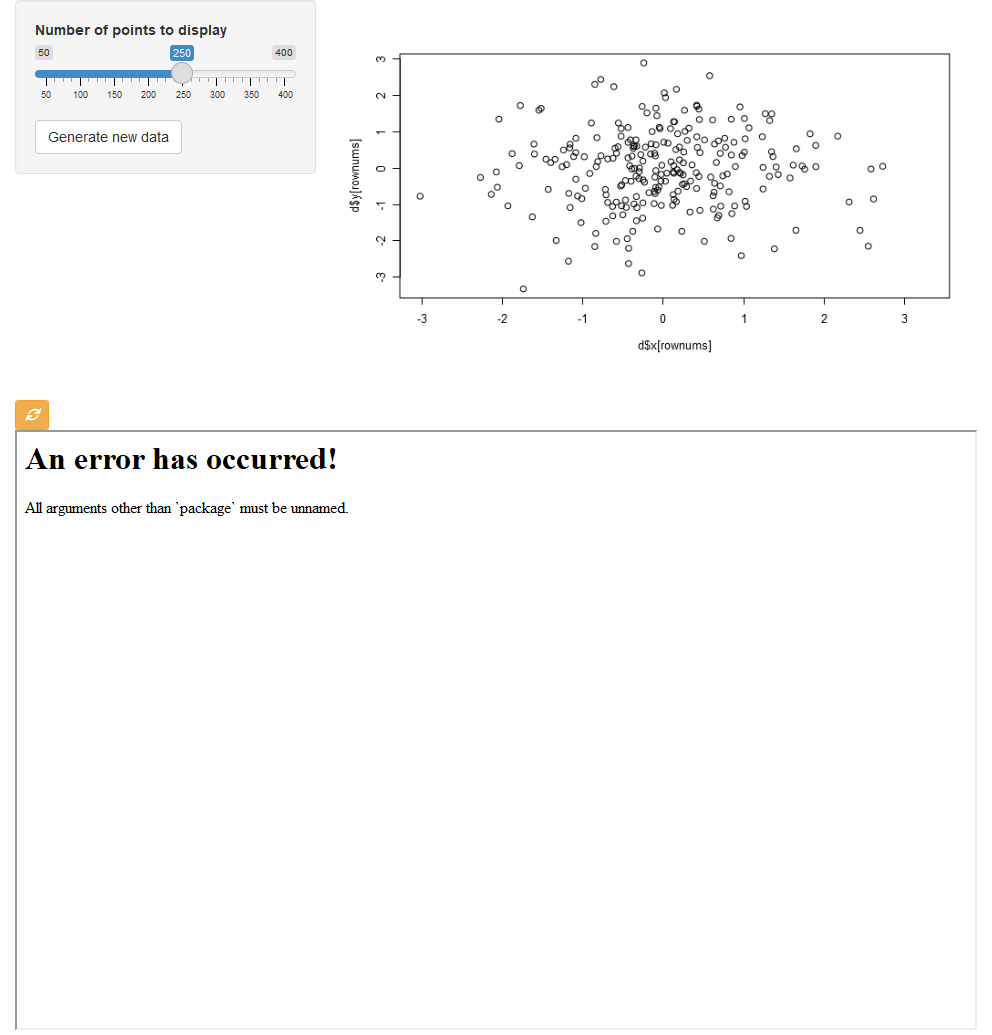 Number of points to display
50 250 400
50 100 150 200 250 300 350 400
Generate new data
d$y[rownums]
3
2
1
0
-1
-2
-3
-3 -2 -1 0 1 2 3
d$x[rownums]
An error has occurred!
All arguments other than `package` must be unnamed.